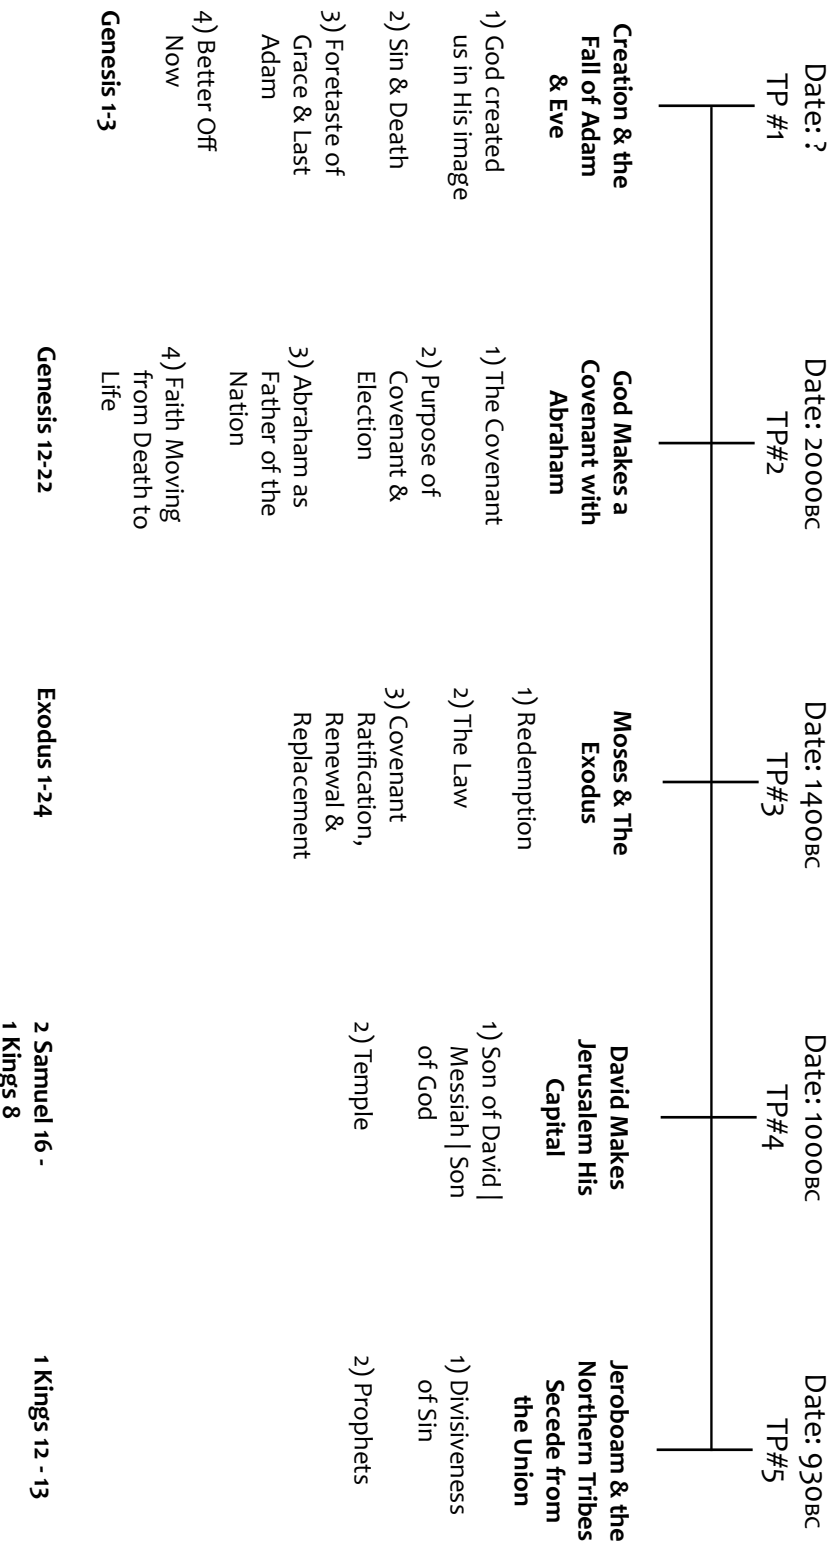 Date: ?
TP #1
Creation & the
Fall of Adam
& Eve
1) God created
us in His image
2) Sin & Death
3) Foretaste of
Grace & Last
Adam
4) Better Off
Now
Genesis 1-3
Date: 2000BC
TP#2
God Makes a
Covenant with
Abraham
1) The Covenant
2) Purpose of
Covenant &
Election
3) Abraham as
Father of the
Nation
4) Faith Moving
from Death to
Life
Genesis 12-22
Date: 1400BC
TP#3
Moses & The
Exodus
1) Redemption
2) The Law
3) Covenant
Ratification,
Renewal &
Replacement
Exodus 1-24
Date: 1000BC
TP#4
David Makes
Jerusalem His
Capital
1) Son of David |
Messiah | Son
of God
2) Temple
2 Samuel 16 -
1 Kings 8
Date: 930BC
TP#5
Jeroboam & the
Northern Tribes
Secede from
the Union
1) Divisiveness
of Sin
2) Prophets
1 Kings 12 - 13